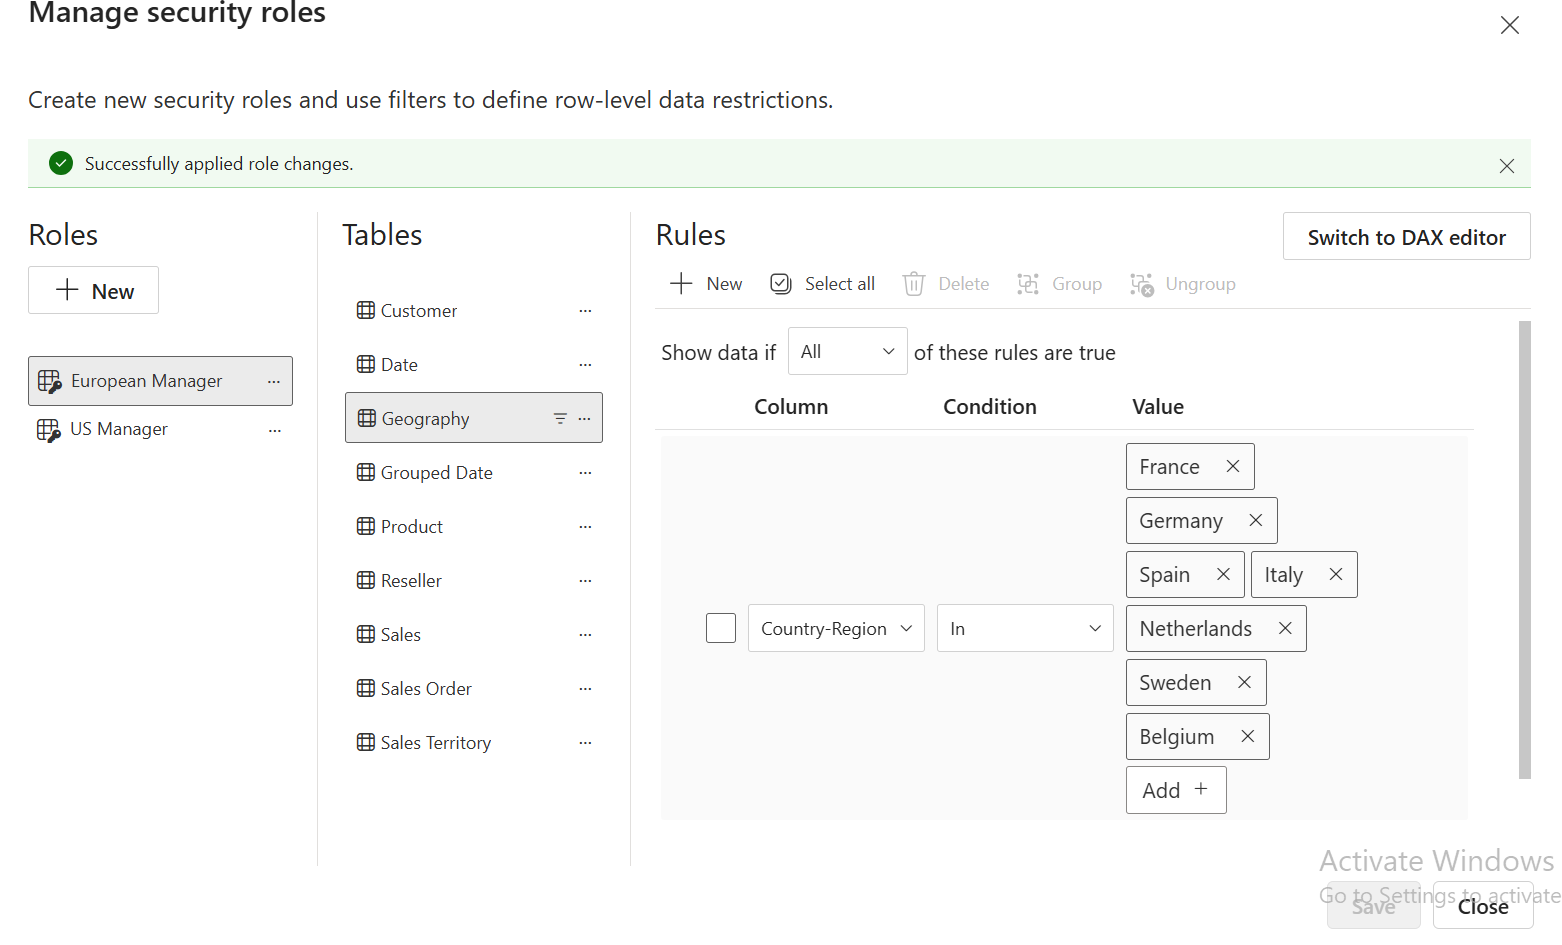 Manage security roles
Create new security roles and use filters to define row-level data restrictions.
Successfully applied role changes.
Roles
New
European Manager
US Manager
Tables
Customer
Date
Geography
Grouped Date
Product
Reseller
Sales
Sales Order
Sales Territory
Rules
Switch to DAX editor
New Select all Delete Group Ungroup
Show data if All of these rules are true
Column Condition Value
Country-Region In
France
Germany
Spain Italy
Netherlands
Sweden
Belgium
Add
Activate Windows
Go to Settings to activate
Save Close